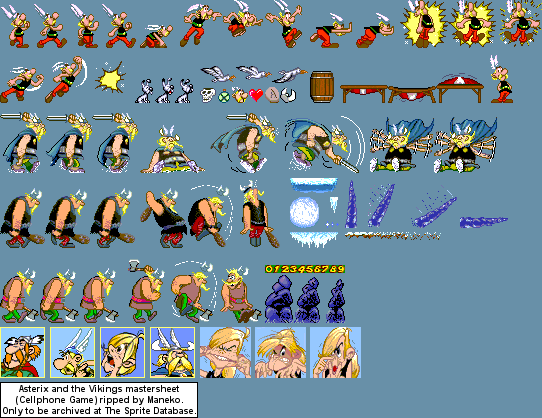 0123456789
Asterix and the Vikings mastersheet
(Cellphone Game) ripped by Maneko.
Only to be archived at The Sprite Database.